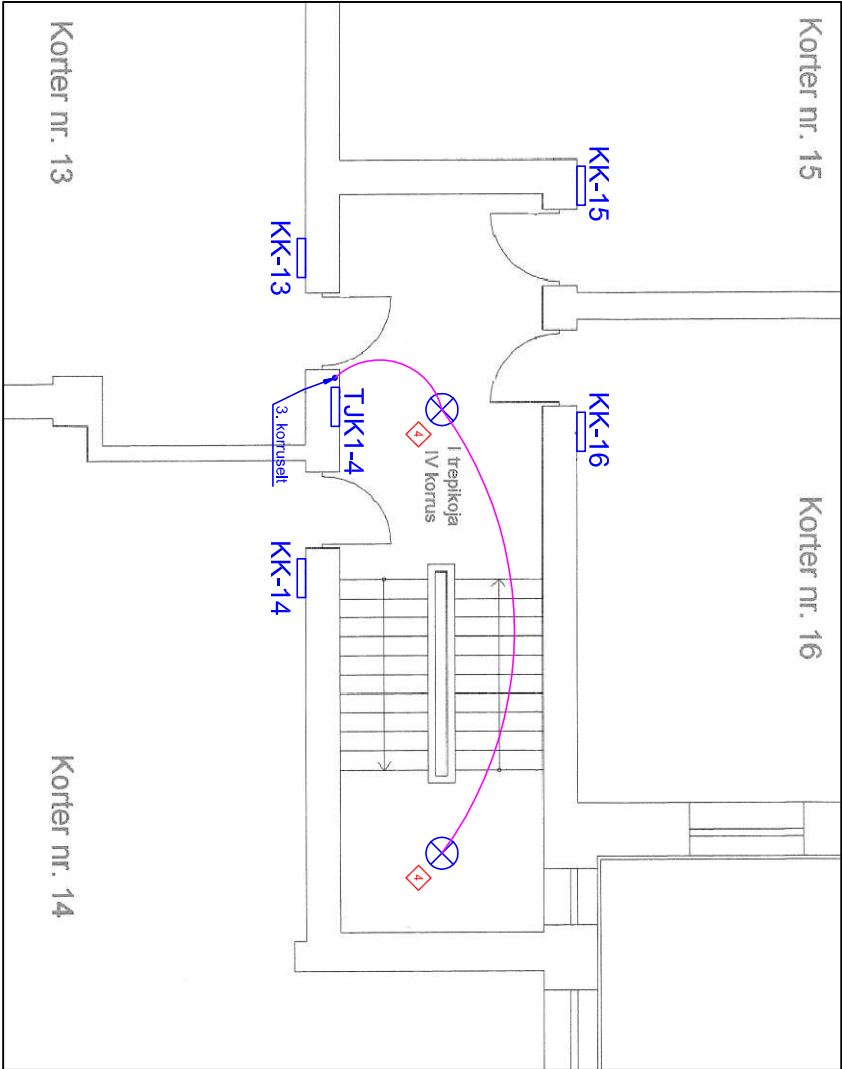 Korter nr. 15
Korter nr. 16
KK-15
KK-16
I trepikoja
IV korrus
4
4
TJK1-4
3. korruselt
KK-13
KK-14
Korter nr. 13
Korter nr. 14